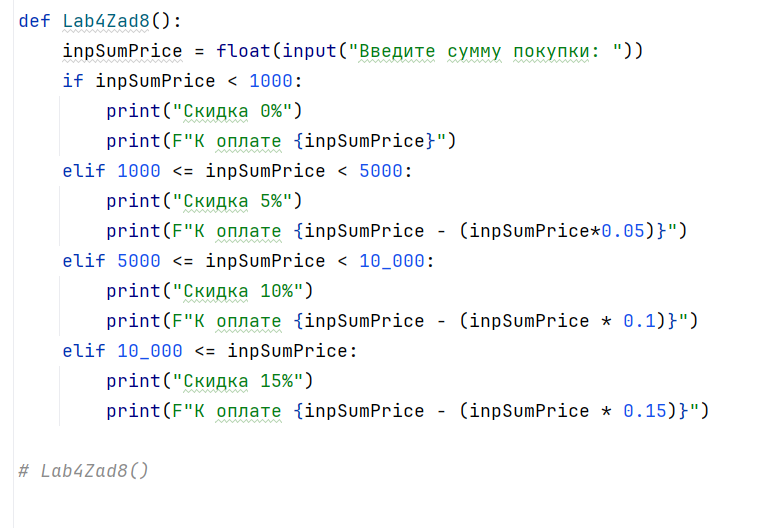 def Lab4Zad8():
    inpSumPrice = float(input("Введите сумму покупки: "))
    if inpSumPrice < 1000:
        print("Скидка 0%")
        print(F"К оплате {inpSumPrice}")
    elif 1000 <= inpSumPrice < 5000:
        print("Скидка 5%")
        print(F"К оплате {inpSumPrice - (inpSumPrice*0.05)}")
    elif 5000 <= inpSumPrice < 10_000:
        print("Скидка 10%")
        print(F"К оплате {inpSumPrice - (inpSumPrice * 0.1)}")
    elif 10_000 <= inpSumPrice:
        print("Скидка 15%")
        print(F"К оплате {inpSumPrice - (inpSumPrice * 0.15)}")
# Lab4Zad8()